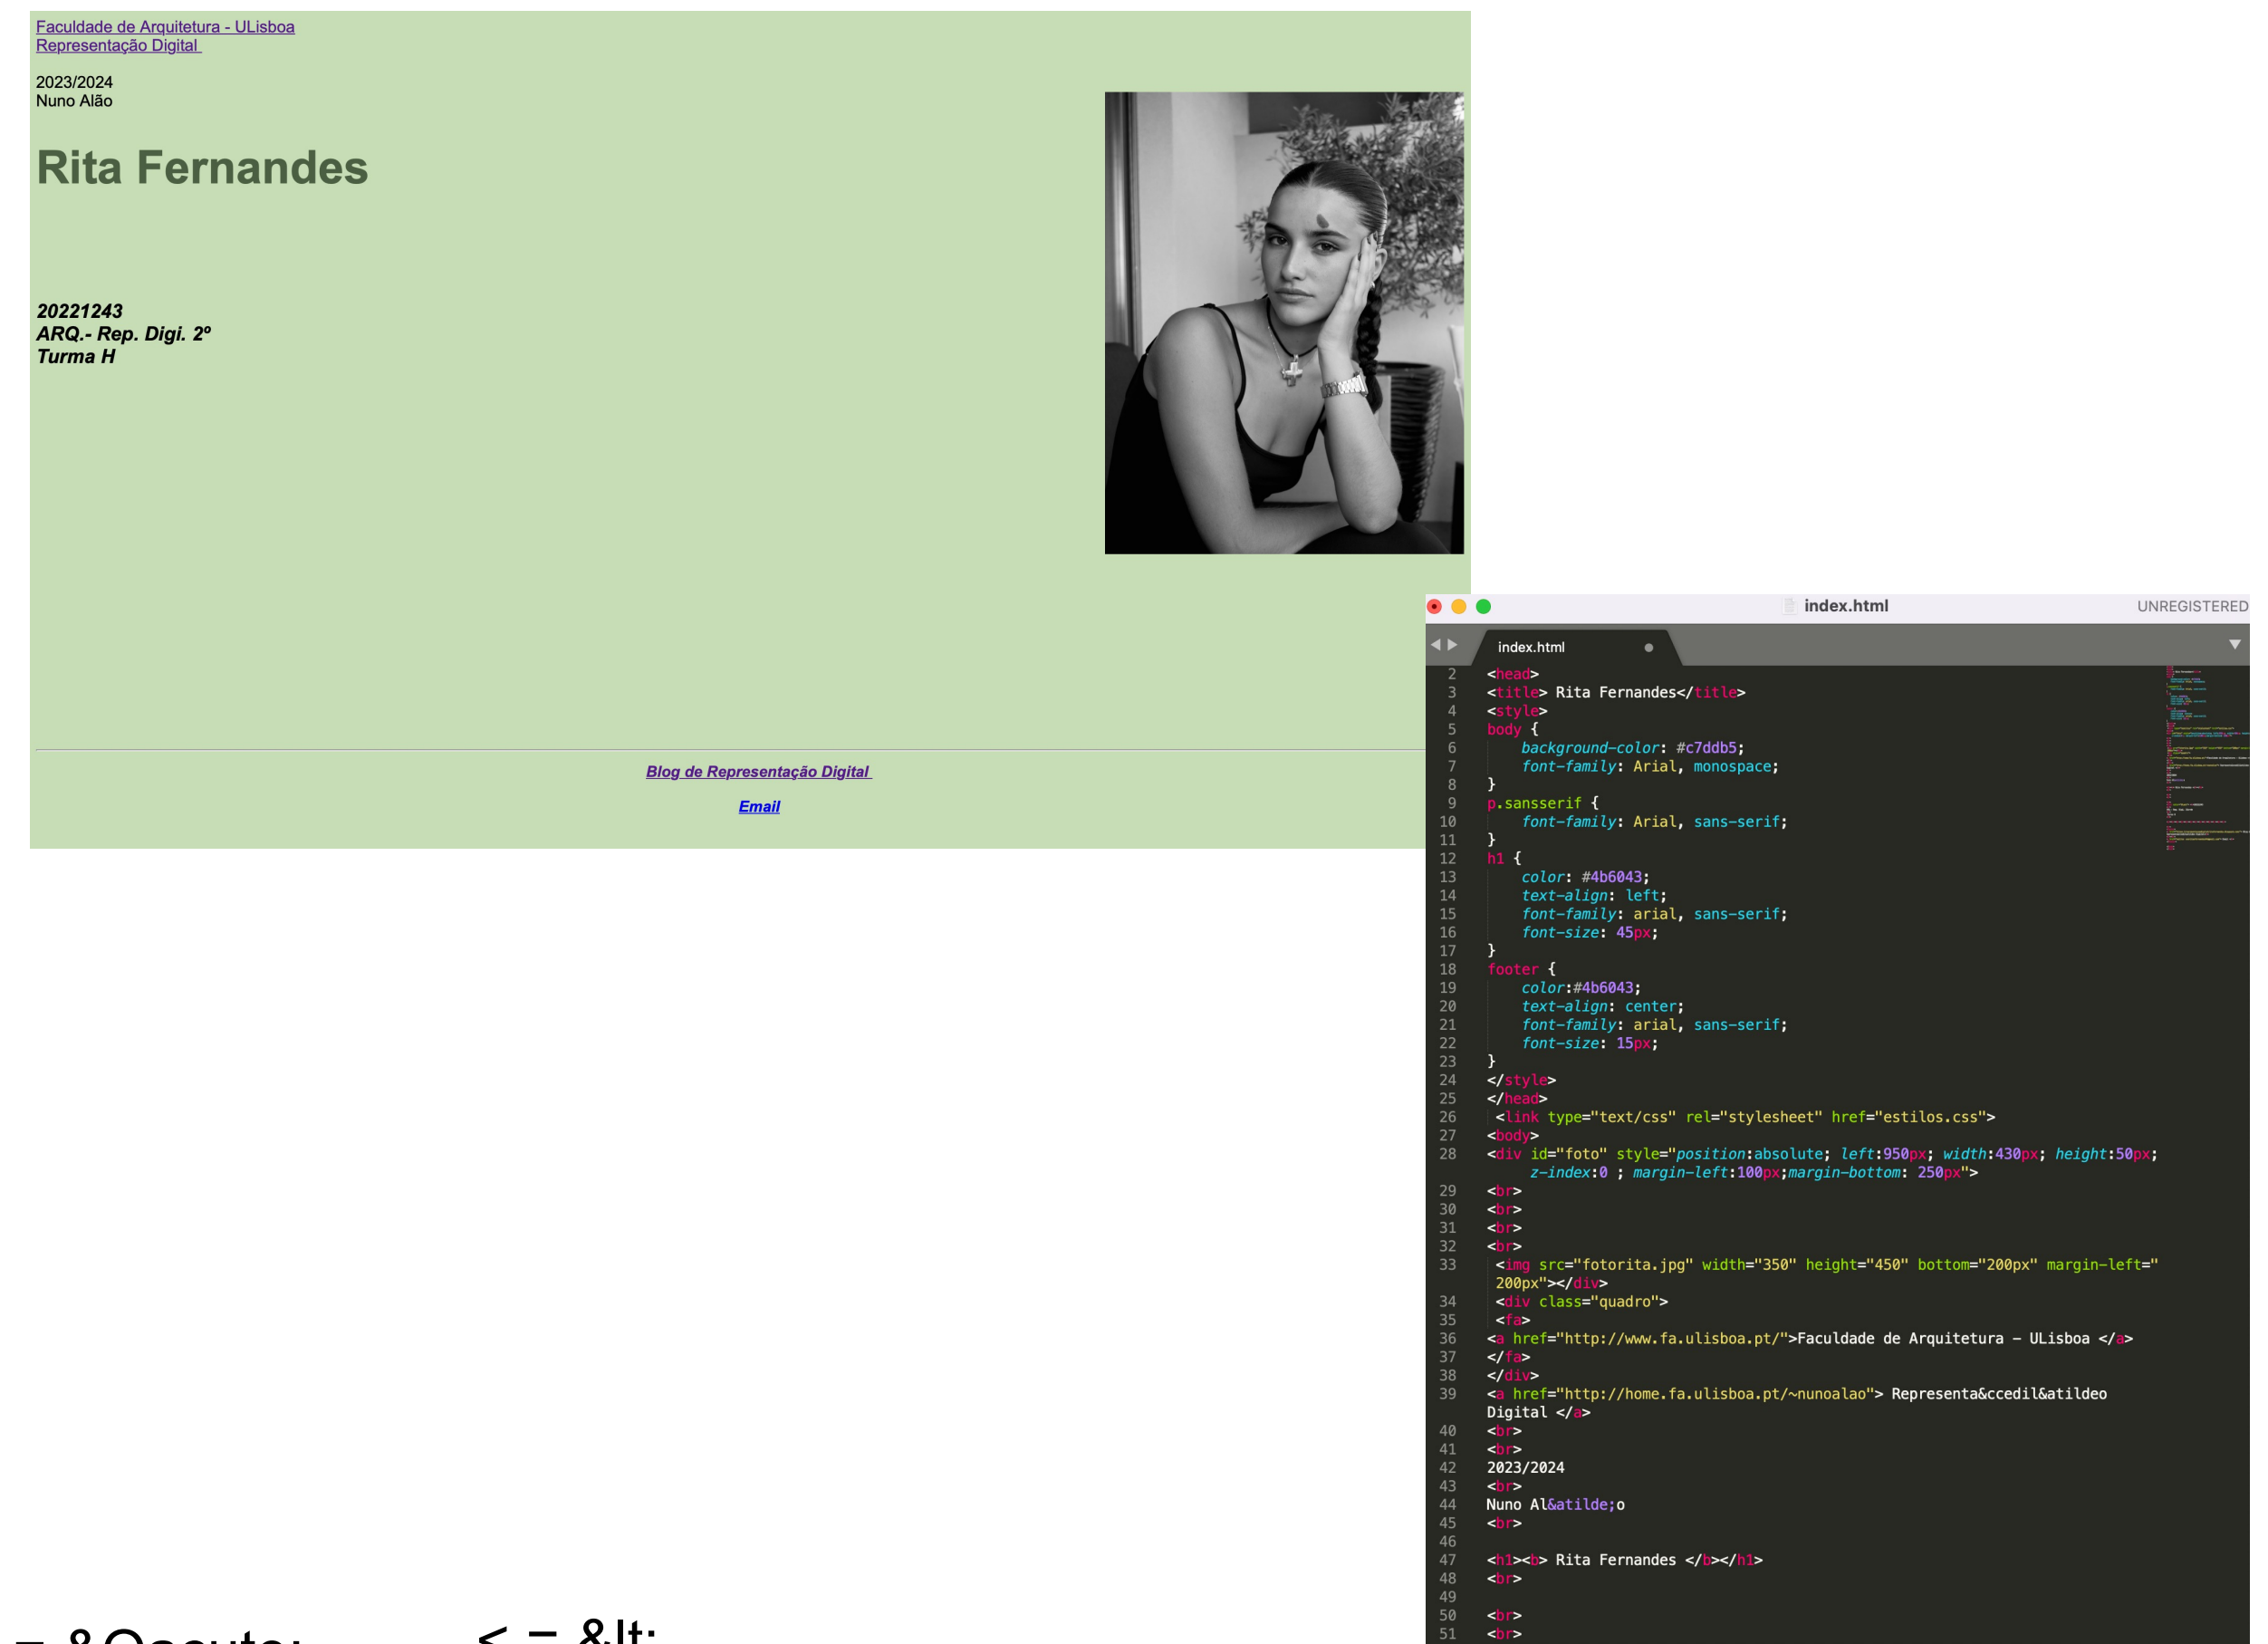 Faculdade de Arquitetura - ULisboa
Representação Digital
2023/2024
Nuno Alão
Rita Fernandes
20221243
ARQ.- Rep. Digi. 2º
Turma H
Blog de Representação Digital
Email
index.html
UNREGISTERED
index.html
2 <head>
3 <title> Rita Fernandes</title>
4 <style>
5 body {
6 background-color: #c7ddb5;
7 font-family: Arial, monospace;
8 }
9 p.sansserif {
10 font-family: Arial, sans-serif;
11 }
12 h1 {
13 color: #4b6043;
14 text-align: left;
15 font-family: arial, sans-serif;
16 font-size: 45px;
17 }
18 footer {
19 color:#4b6043;
20 text-align: center;
21 font-family: arial, sans-serif;
22 font-size: 15px;
23 }
24 </style>
25 </head>
26 <link type="text/css" rel="stylesheet" href="estilos.css">
27 <body>
28 <div id="foto" style="position:absolute; left:950px; width:430px; height:50px;
z-index:0 ; margin-left:100px;margin-bottom: 250px">
29 <br>
30 <br>
31 <br>
32 <br>
33 <img src="fotorita.jpg" width="350" height="450" bottom="200px" margin-left="
200px"></div>
34 <div class="quadro">
35 <fa>
36 <a href="http://www.fa.ulisboa.pt/">Faculdade de Arquitetura – ULisboa </a>
37 </fa>
38 </div>
39 <a href="http://home.fa.ulisboa.pt/~nunoalao"> Representa&ccedil&atildeo
Digital </a>
40 <br>
41 <br>
42 2023/2024
43 <br>
44 Nuno Al&atilde;o
45 <br>
46
47 <h1><b> Rita Fernandes </b></h1>
48 <br>
49
50 <br>
51 <br>
= &Oacute;
< = &lt;